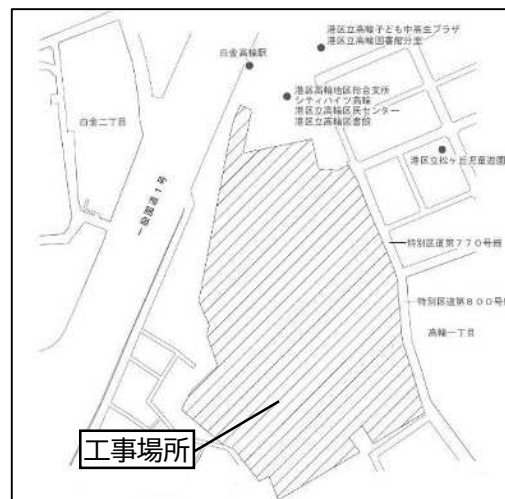 港区立高輪子ども中高生プラザ
港区立高輪図書館分室
白金高輪駅
港区高輪地区総合支所
シティハイツ高輪
港区立高輪区民センター
港区立高輪図書館
白金二丁目
港区立松ヶ丘児童遊園
一般国道1号
特別区道第770号線
特別区道第800号線
高輪一丁目
工事場所